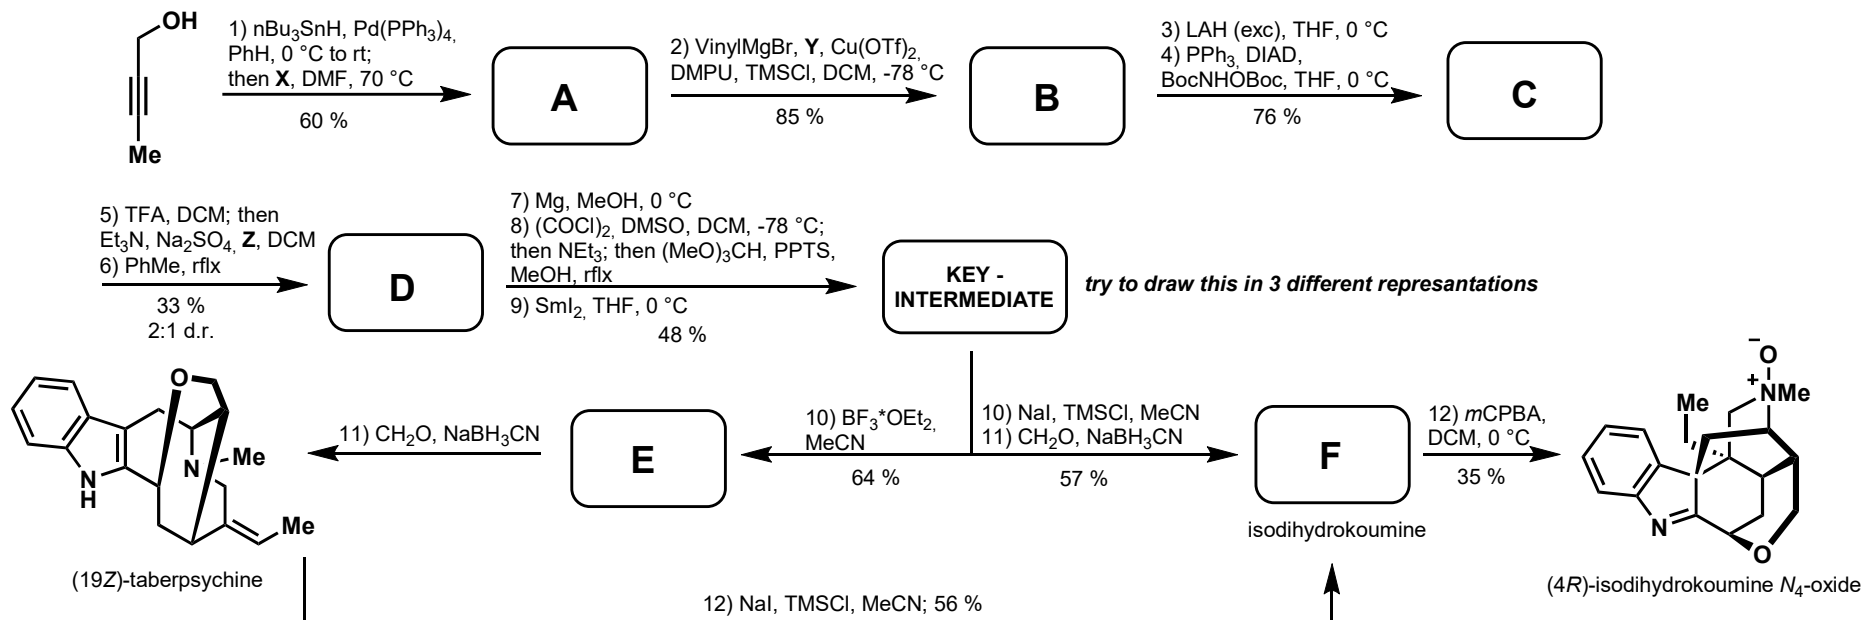 OH
Me
1) nBu3SnH, Pd(PPh3)4,
PhH, 0 °C to rt;
then X, DMF, 70 °C
60 %
A
2) VinylMgBr, Y, Cu(OTf)2,
DMPU, TMSCl, DCM, -78 °C
85 %
B
3) LAH (exc), THF, 0 °C
4) PPh3, DIAD,
BocNHOBoc, THF, 0 °C
76 %
C
5) TFA, DCM; then
Et3N, Na2SO4, Z, DCM
6) PhMe, rflx
33 %
2:1 d.r.
D
7) Mg, MeOH, 0 °C
8) (COCl)2, DMSO, DCM, -78 °C;
then NEt3; then (MeO)3CH, PPTS,
MeOH, rflx
9) SmI2, THF, 0 °C
48 %
KEY -
INTERMEDIATE
try to draw this in 3 different represantations
O
N
H
N
Me
Me
(19Z)-taberpsychine
11) CH2O, NaBH3CN
E
10) BF3*OEt2,
MeCN
64 %
10) NaI, TMSCl, MeCN
11) CH2O, NaBH3CN
57 %
F
isodihydrokoumine
12) mCPBA,
DCM, 0 °C
35 %
−
O
+
NMe
Me
N
O
(4R)-isodihydrokoumine N4-oxide
12) NaI, TMSCl, MeCN; 56 %